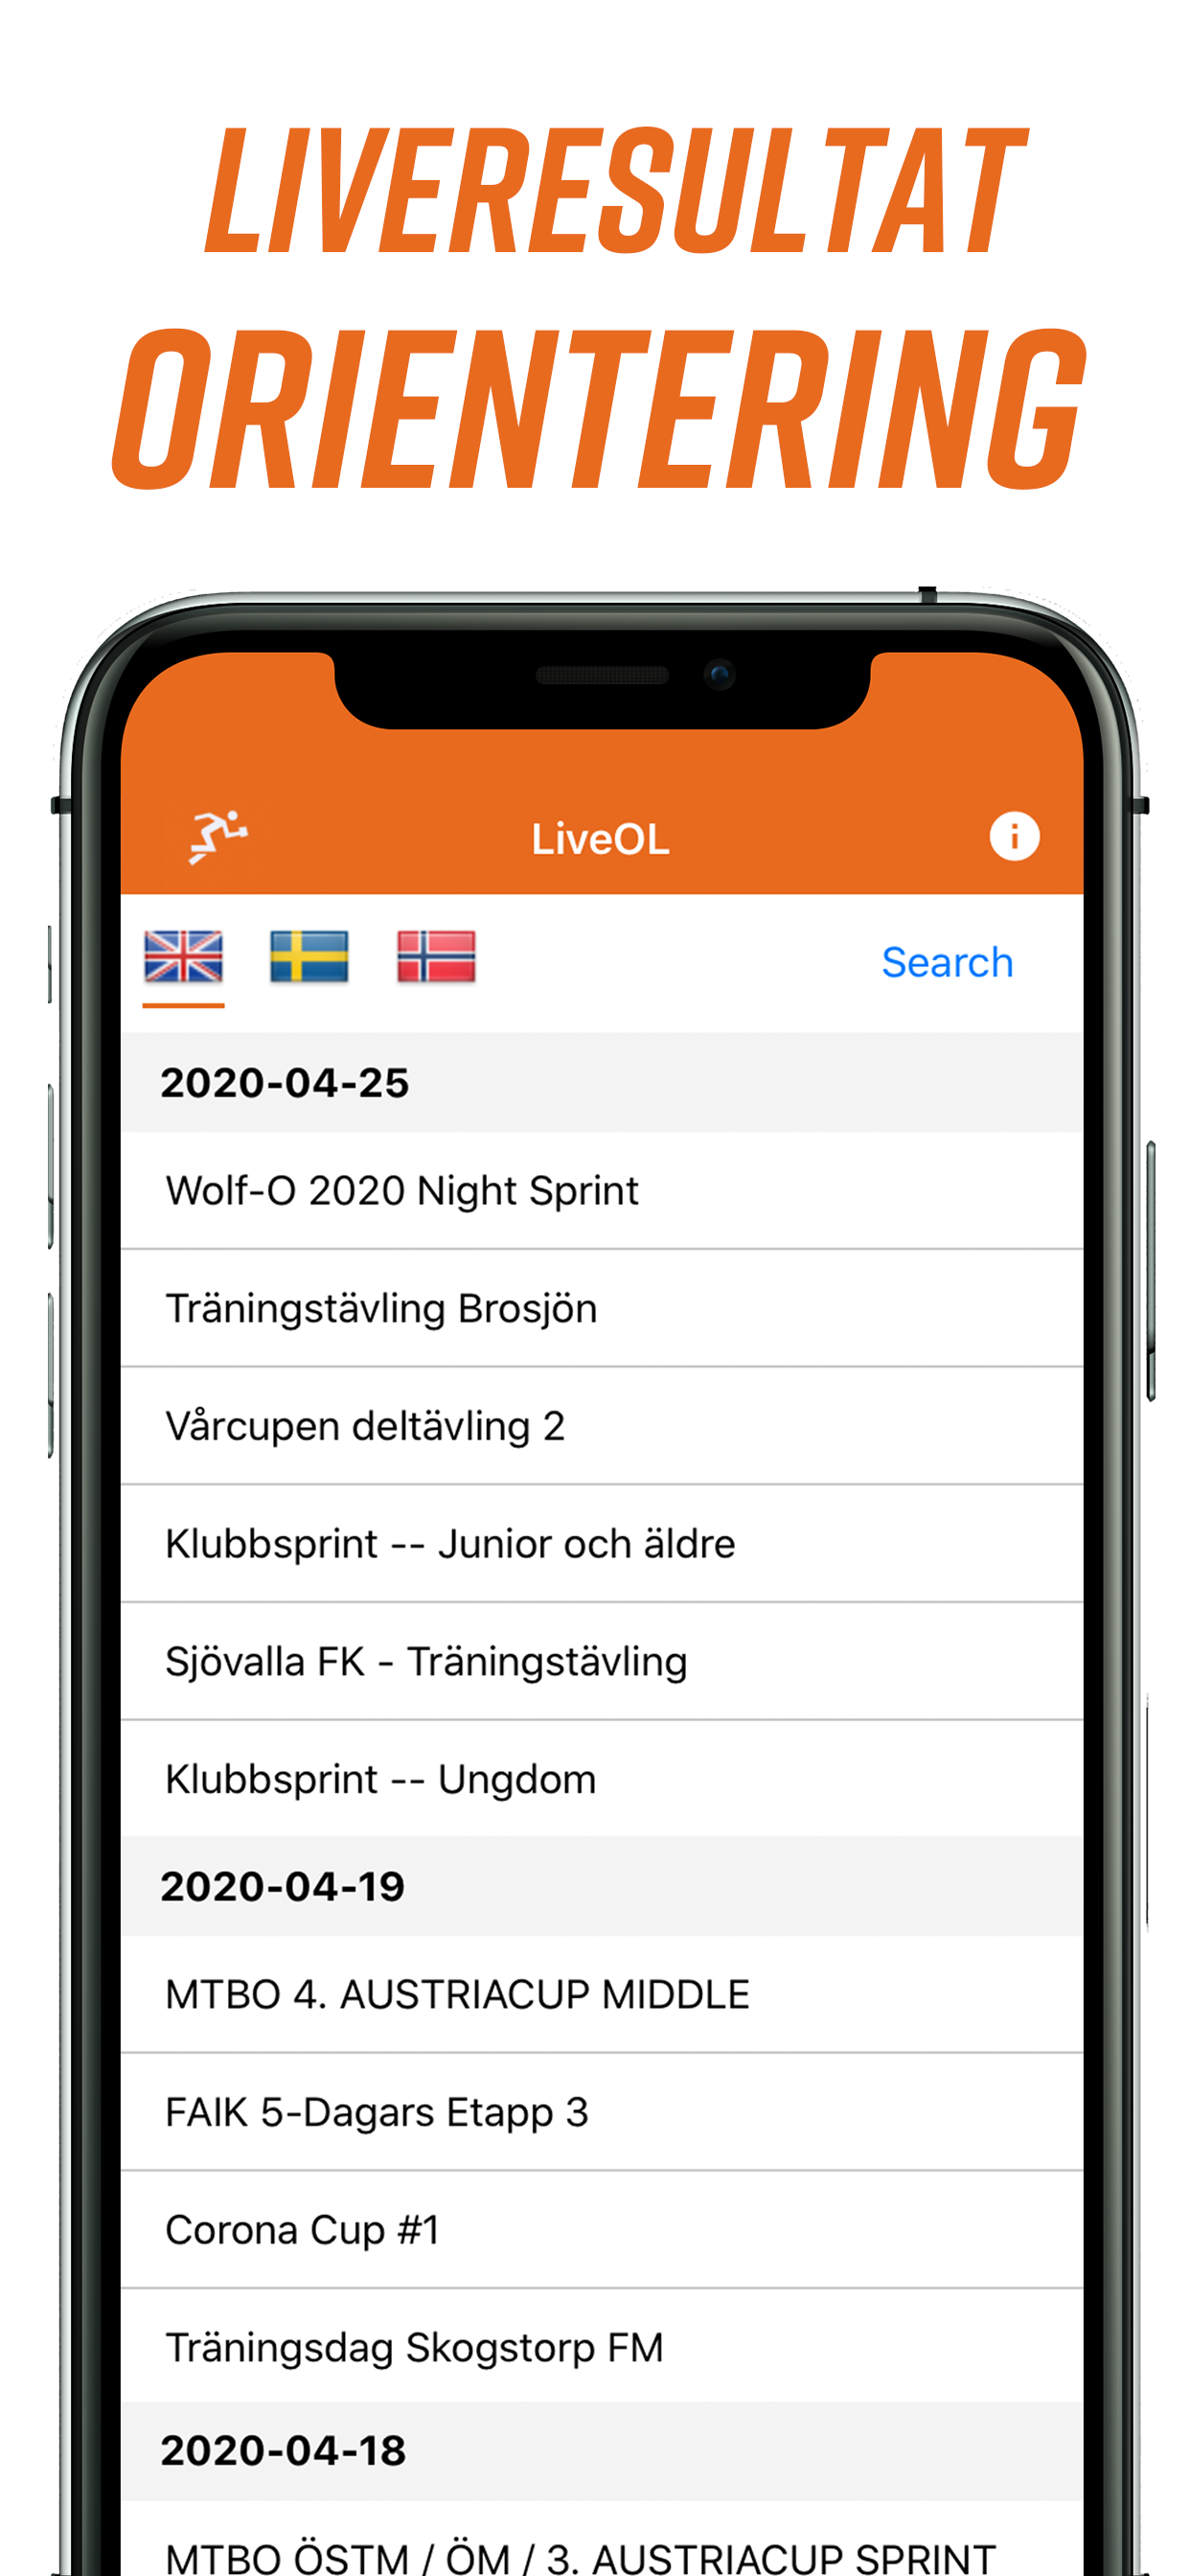 LIVERESULTAT
ORIENTERING
LiveOL
Search
2020-04-25
Wolf-O 2020 Night Sprint
Träningstävling Brosjön
Vårcupen deltävling 2
Klubbsprint -- Junior och äldre
Sjövalla FK - Träningstävling
Klubbsprint -- Ungdom
2020-04-19
MTBO 4. AUSTRIACUP MIDDLE
FAIK 5-Dagars Etapp 3
Corona Cup #1
Träningsdag Skogstorp FM
2020-04-18
MTBO ÖSTM / ÖM / 3. AUSTRIACUP SPRINT